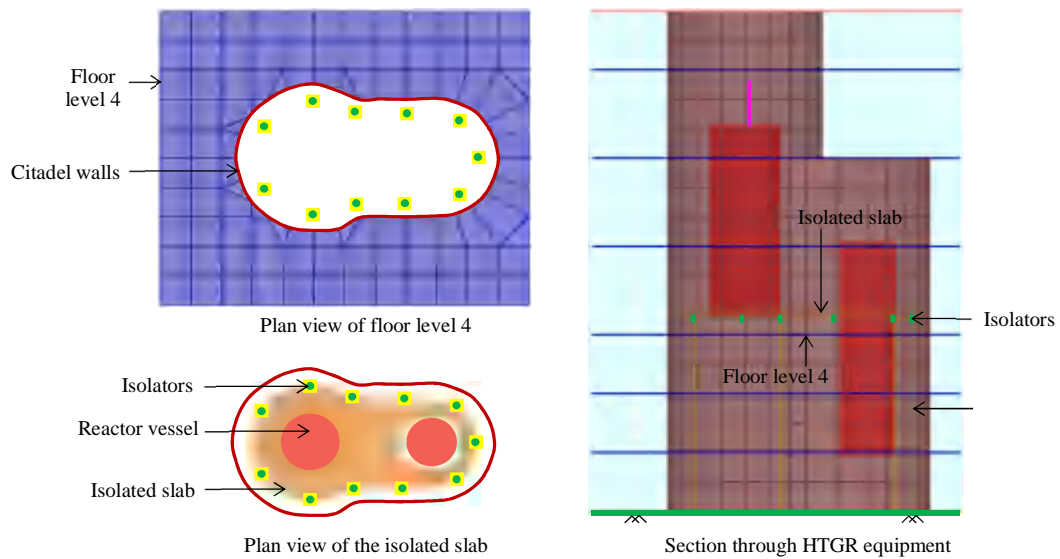 Floor
level 4
Citadel walls
Plan view of floor level 4
Isolators
Reactor vessel
Isolated slab
Plan view of the isolated slab
Isolated slab
Isolators
Floor level 4
Section through HTGR equipment